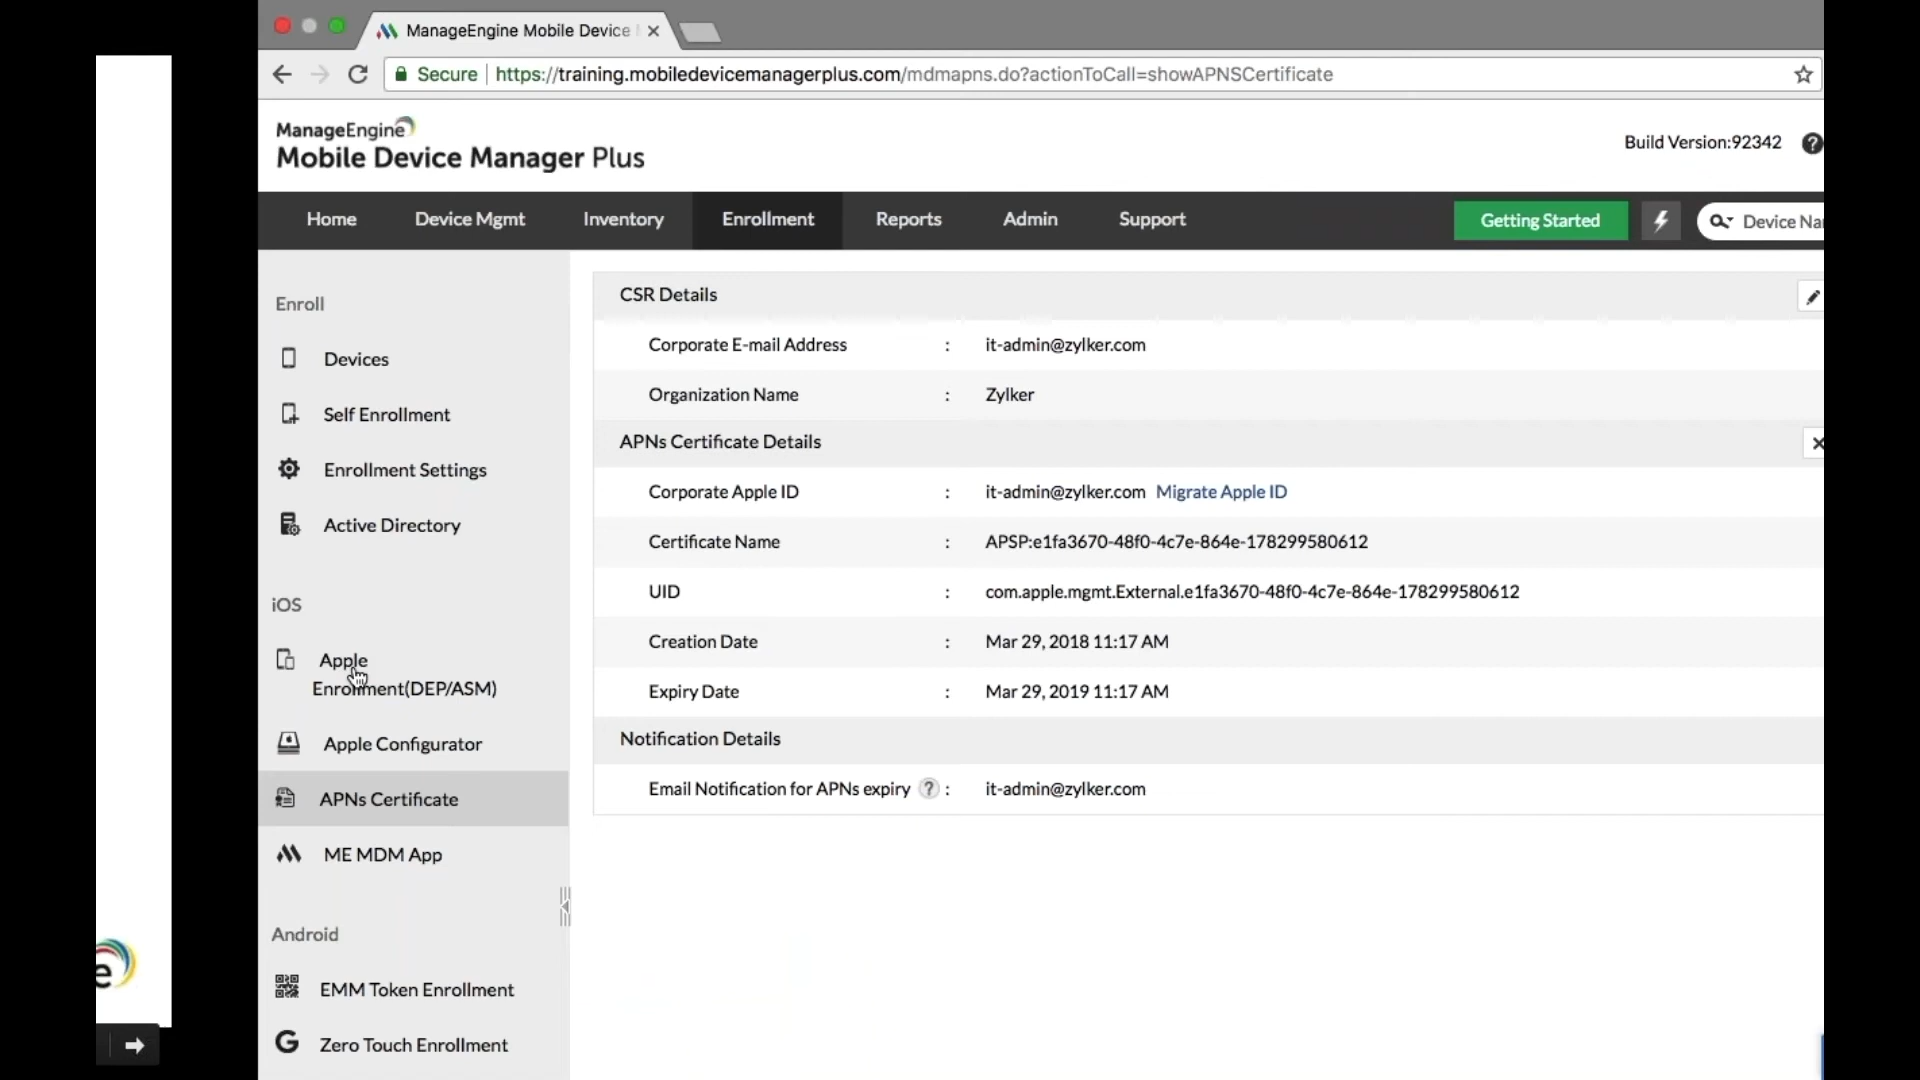 ManageEngine Mobile Device
Secure https://training.mobiledevicemanagerplus.com/mdmapns.do?actionToCall=showAPNSCertificate
ManageEngine
Mobile Device Manager Plus
Build Version:92342 ?
Home Device Mgmt Inventory Enrollment Reports Admin Support Getting Started Device Na
Enroll
Devices
Self Enrollment
Enrollment Settings
Active Directory
iOS
Apple
Enrollment(DEP/ASM)
Apple Configurator
APNs Certificate
ME MDM App
Android
EMM Token Enrollment
Zero Touch Enrollment
CSR Details
Corporate E-mail Address : it-admin@zylker.com
Organization Name : Zylker
APNs Certificate Details
Corporate Apple ID : it-admin@zylker.com Migrate Apple ID
Certificate Name : APSP:e1fa3670-48f0-4c7e-864e-178299580612
UID : com.apple.mgmt.External.e1fa3670-48f0-4c7e-864e-178299580612
Creation Date : Mar 29, 2018 11:17 AM
Expiry Date : Mar 29, 2019 11:17 AM
Notification Details
Email Notification for APNs expiry ? : it-admin@zylker.com
e